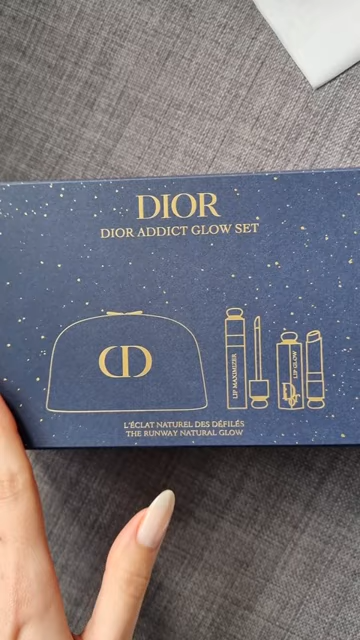 DIOR
DIOR ADDICT GLOW SET
CD
LIP MAXIMIZER
LIP GLOW
Dior
L'ÉCLAT NATUREL DES DÉFILÉS
THE RUNWAY NATURAL GLOW